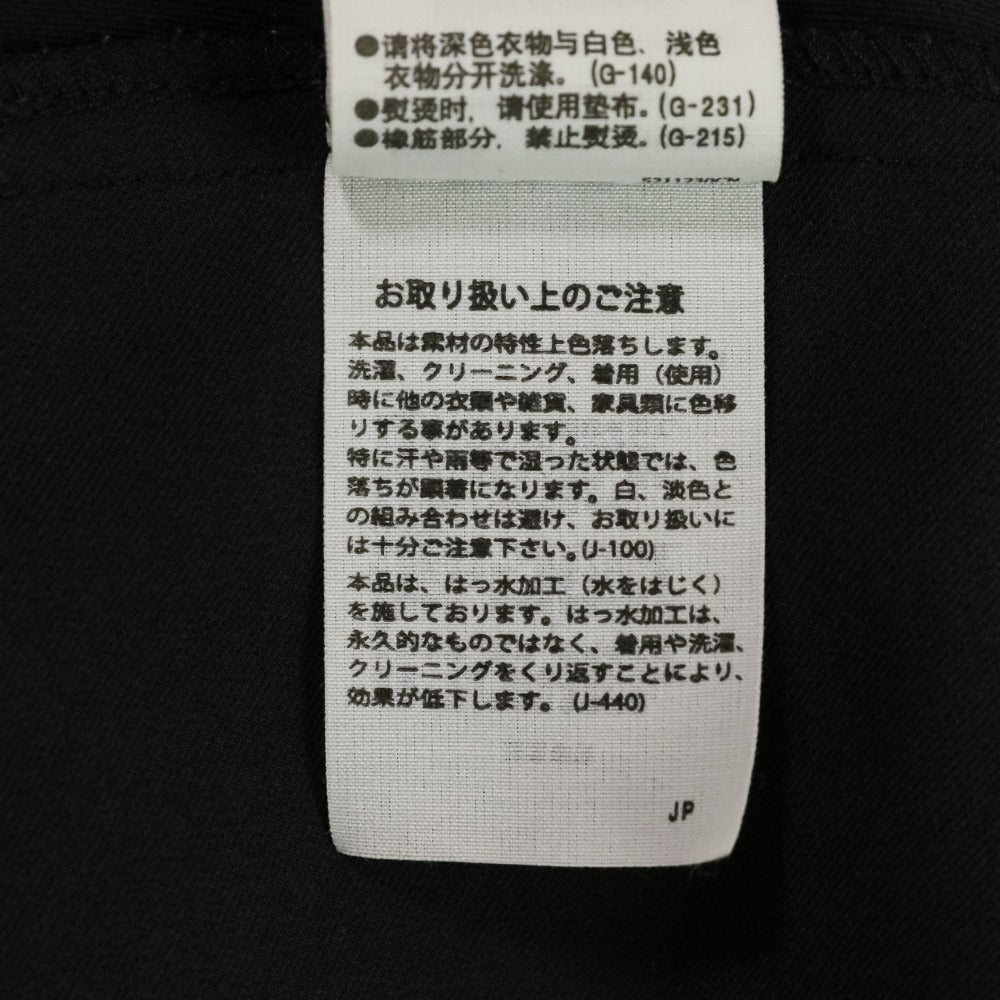 ●请将深色衣物与白色、浅色
衣物分开洗涤。(G-140)
●熨烫时，请使用垫布。(G-231)
●橡筋部分，禁止熨烫。(G-215)
お取り扱い上のご注意
本品は素材の特性上色落ちします。
洗濯、クリーニング、着用（使用）
時に他の衣類や雑貨、家具類に色移
りする事があります。
特に汗や雨等で湿った状態では、色
落ちが顕著になります。白、淡色と
の組み合わせは避け、お取り扱いに
は十分ご注意下さい。(J-100)
本品は、はっ水加工（水をはじく）
を施しております。はっ水加工は、
永久的なものではなく、着用や洗濯、
クリーニングをくり返すことにより、
効果が低下します。(J-440)
JP